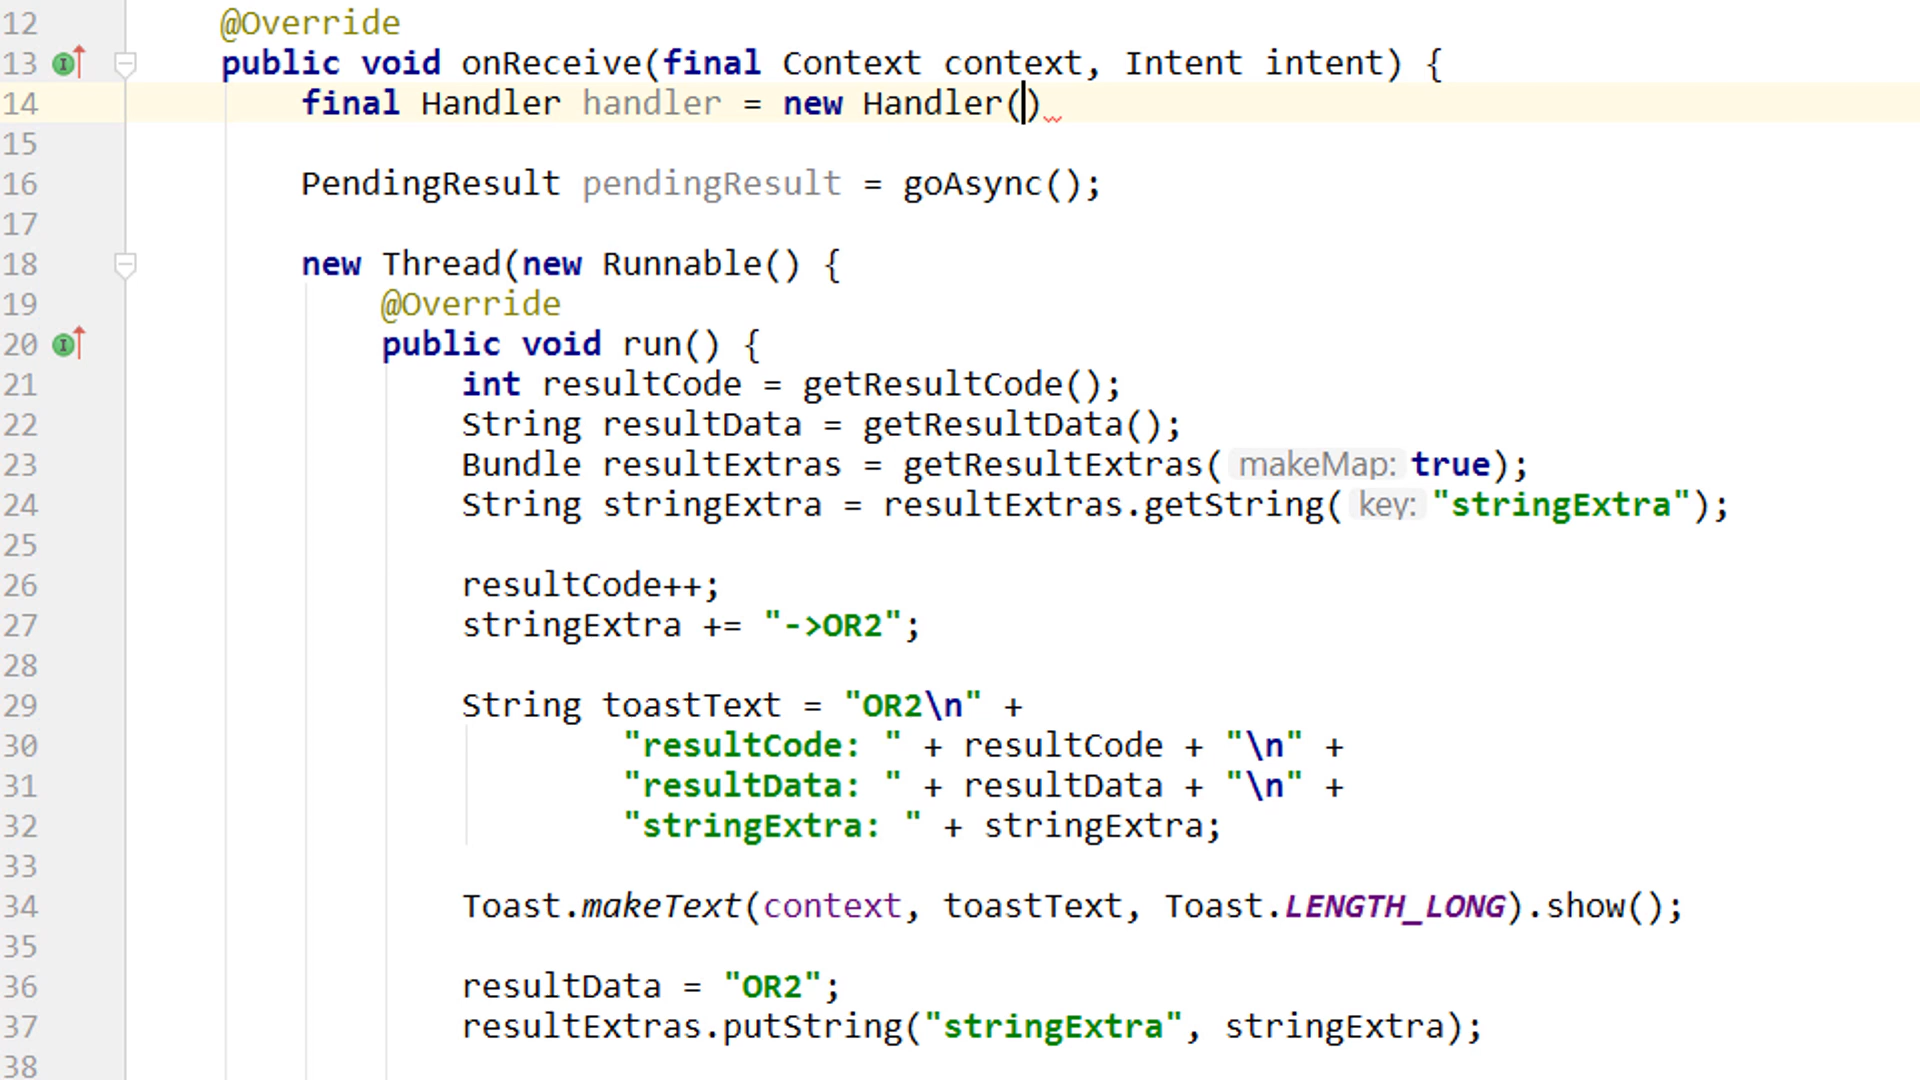 12 @Override
13 public void onReceive(final Context context, Intent intent) {
14 final Handler handler = new Handler()
15
16 PendingResult pendingResult = goAsync();
17
18 new Thread(new Runnable() {
19 @Override
20 public void run() {
21 int resultCode = getResultCode();
22 String resultData = getResultData();
23 Bundle resultExtras = getResultExtras( makeMap: true);
24 String stringExtra = resultExtras.getString( key: "stringExtra");
25
26 resultCode++;
27 stringExtra += "->OR2";
28
29 String toastText = "OR2\n" +
30 "resultCode: " + resultCode + "\n" +
31 "resultData: " + resultData + "\n" +
32 "stringExtra: " + stringExtra;
33
34 Toast.makeText(context, toastText, Toast.LENGTH_LONG).show();
35
36 resultData = "OR2";
37 resultExtras.putString("stringExtra", stringExtra);
38